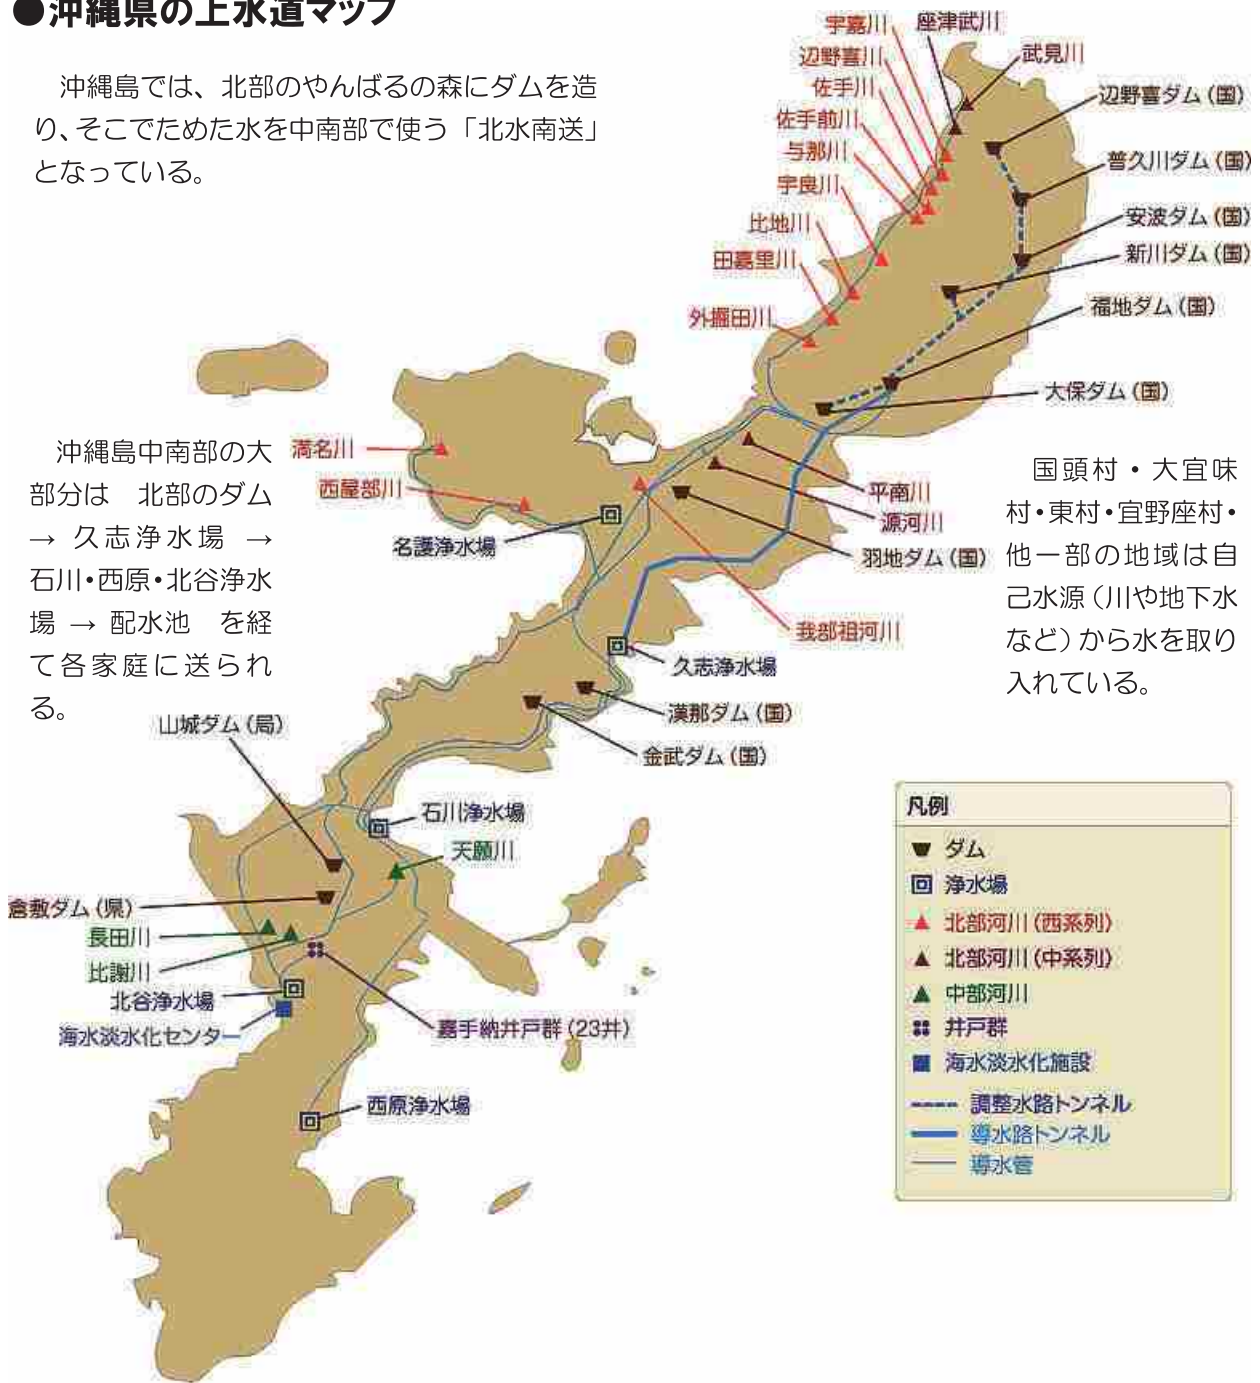 ●沖縄県の上水道マップ
沖縄島では、北部のやんばるの森にダムを造
り、そこでためた水を中南部で使う「北水南送」
となっている。
宇嘉川
座津武川
辺野喜川
武見川
佐手川
辺野喜ダム(国)
佐手前川
与那川
普久川ダム(国)
宇良川
安波ダム(国)
比地川
新川ダム(国)
田嘉里川
福地ダム(国)
外堀田川
大保ダム(国)
沖縄島中南部の大
部分は 北部のダム
→ 久志浄水場 →
石川・西原・北谷浄水
場 → 配水池 を経
て各家庭に送られ
る。
満名川
西屋部川
名護浄水場
平南川
源河川
羽地ダム(国)
我部祖河川
国頭村・大宜味
村・東村・宜野座村・
他一部の地域は自
己水源(川や地下水
など)から水を取り
入れている。
久志浄水場
漢那ダム(国)
金武ダム(国)
山城ダム(局)
石川浄水場
天願川
倉敷ダム(県)
長田川
比謝川
北谷浄水場
海水淡水化センター
嘉手納井戸群(23井)
西原浄水場
凡例
ダム
浄水場
北部河川(西系列)
北部河川(中系列)
中部河川
井戸群
海水淡水化施設
調整水路トンネル
導水路トンネル
導水管